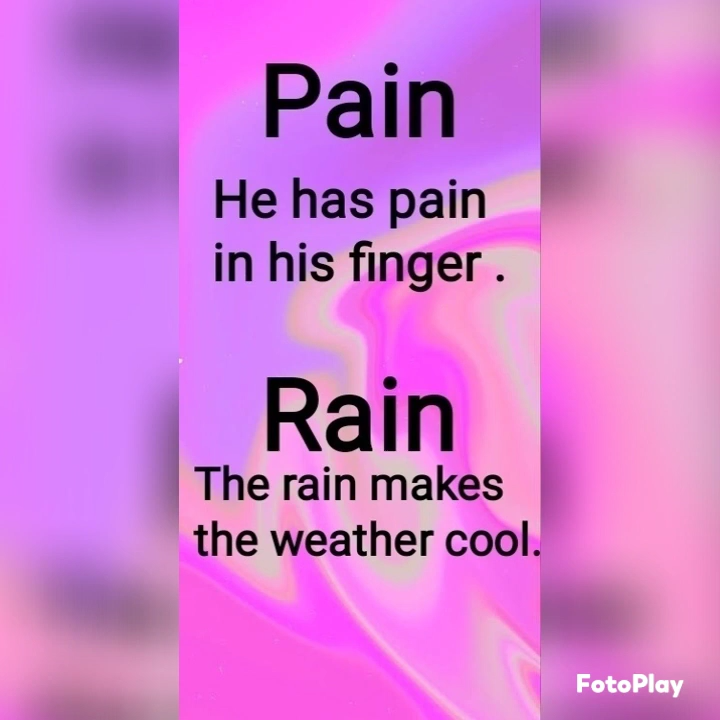 Pain
He has pain
in his finger .
Rain
The rain makes
the weather cool.
FotoPlay